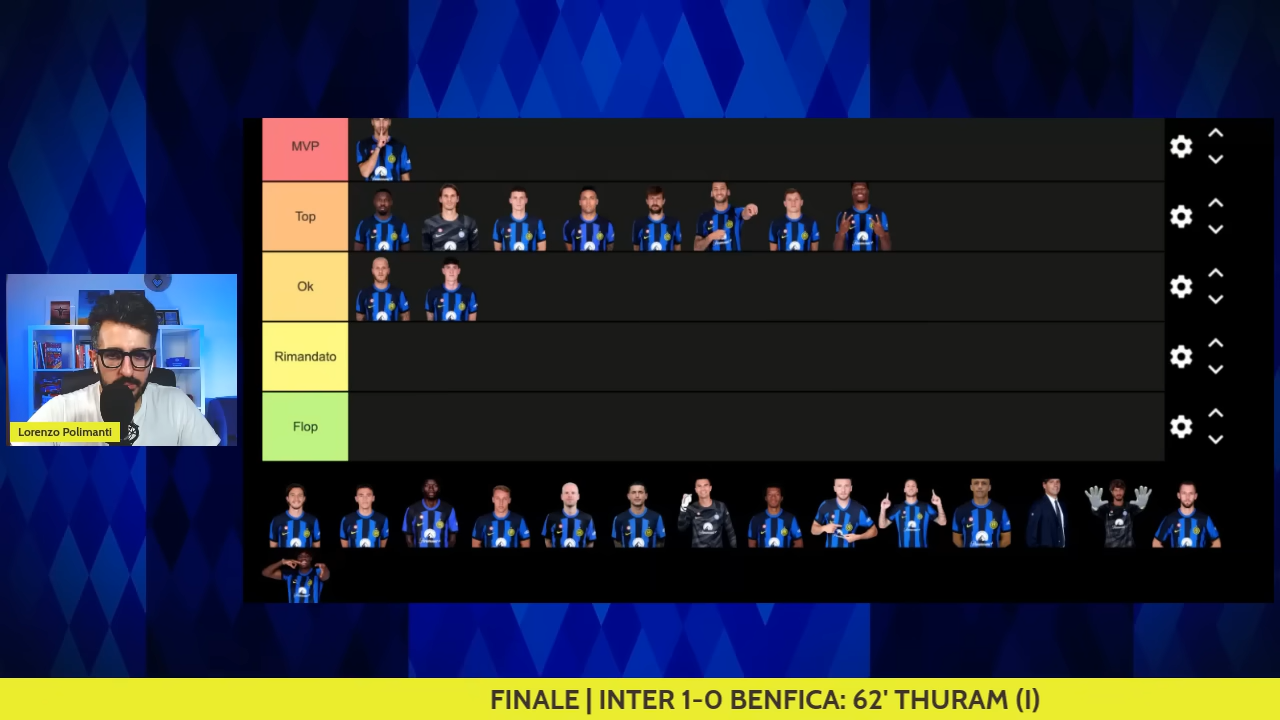 MVP
Top
Ok
Rimandato
Flop
Lorenzo Polimanti
FINALE | INTER 1-0 BENFICA: 62' THURAM (I)